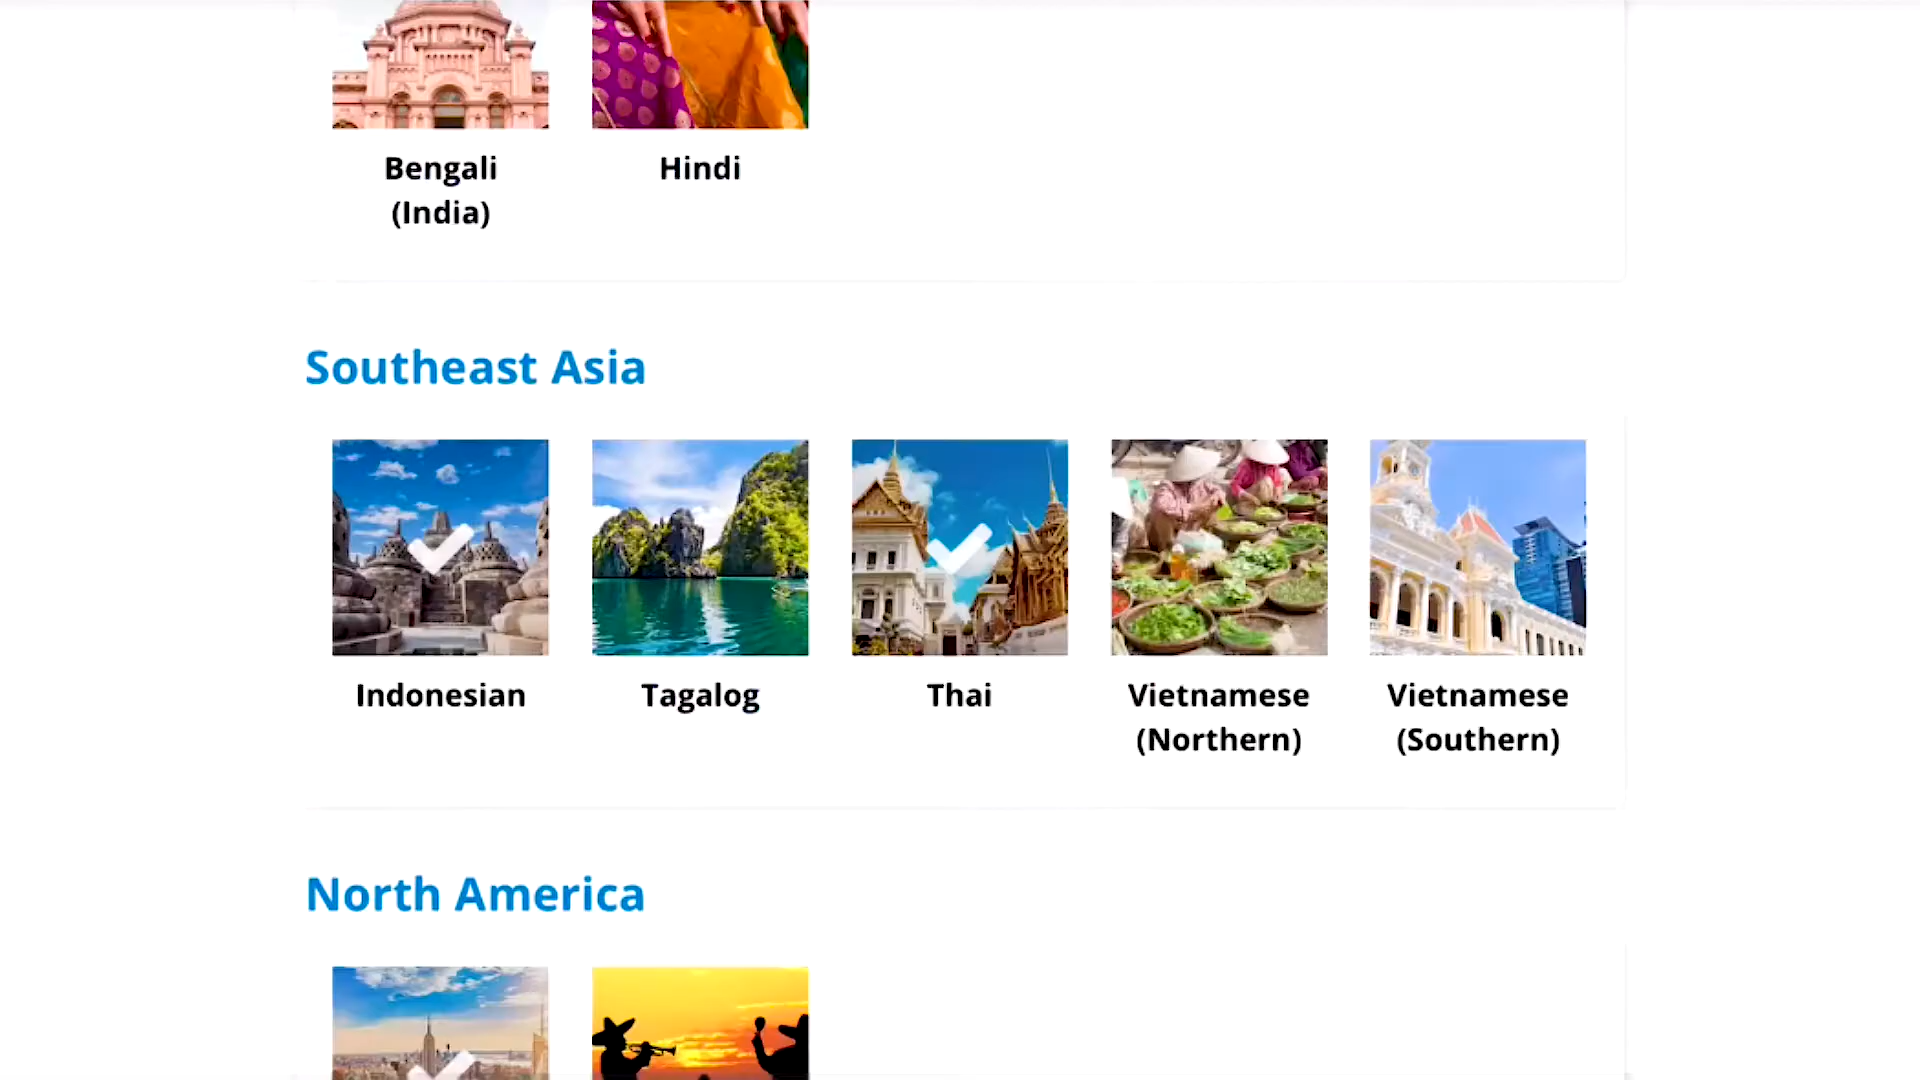 Bengali
(India)
Hindi
Southeast Asia
Indonesian
Tagalog
Thai
Vietnamese
(Northern)
Vietnamese
(Southern)
North America